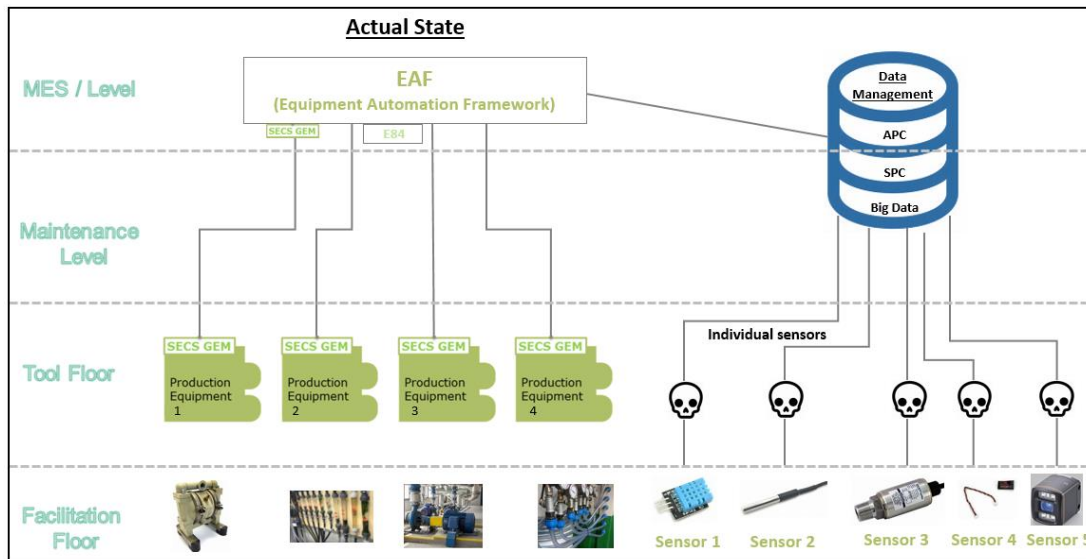 Actual State
MES / Level
EAF
(Equipment Automation Framework)
SECS GEM
E84
Data
Management
APC
SPC
Big Data
Maintenance
Level
Individual sensors
Tool Floor
SECS GEM
Production
Equipment
1
SECS GEM
Production
Equipment
2
SECS GEM
Production
Equipment
3
SECS GEM
Production
Equipment
4
Facilitation
Floor
Sensor 1
Sensor 2
Sensor 3
Sensor 4
Sensor 5